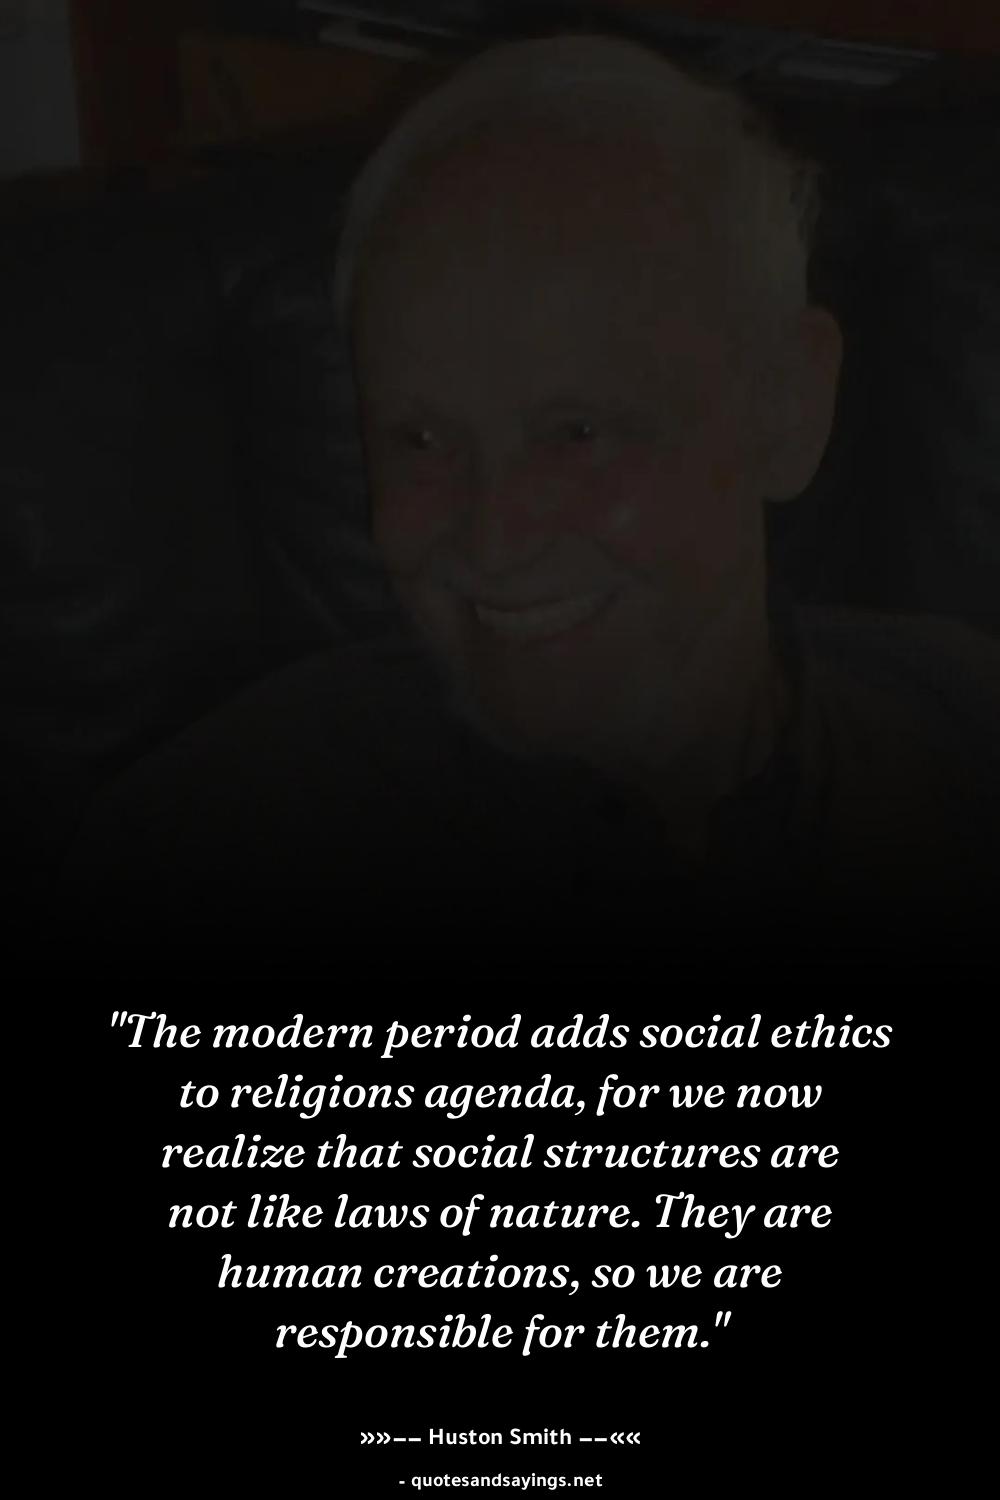 "The modern period adds social ethics
to religions agenda, for we now
realize that social structures are
not like laws of nature. They are
human creations, so we are
responsible for them."
»»−− Huston Smith −−««
- quotesandsayings.net